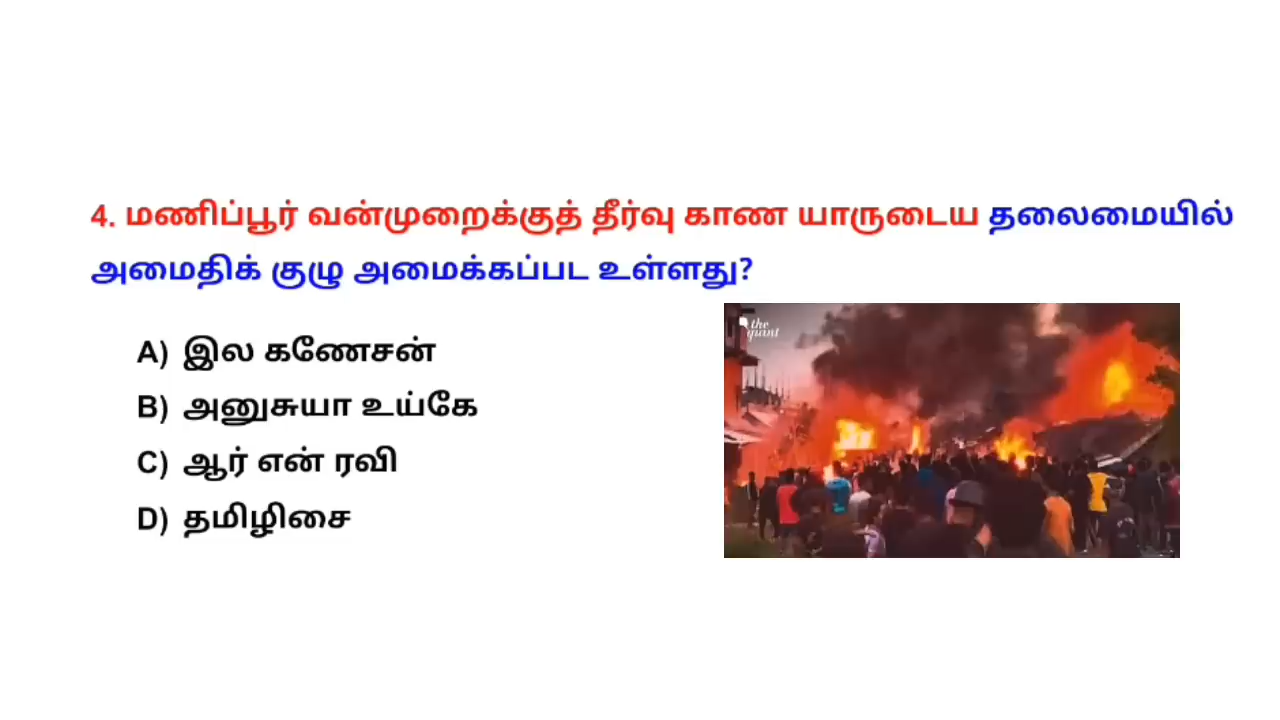 4. மணிப்பூர் வன்முறைக்குத் தீர்வு காண யாருடைய தலைமையில்
அமைதிக் குழு அமைக்கப்பட உள்ளது?
A) இல கணேசன்
B) அனுசுயா உய்கே
C) ஆர் என் ரவி
D) தமிழிசை
the
quint